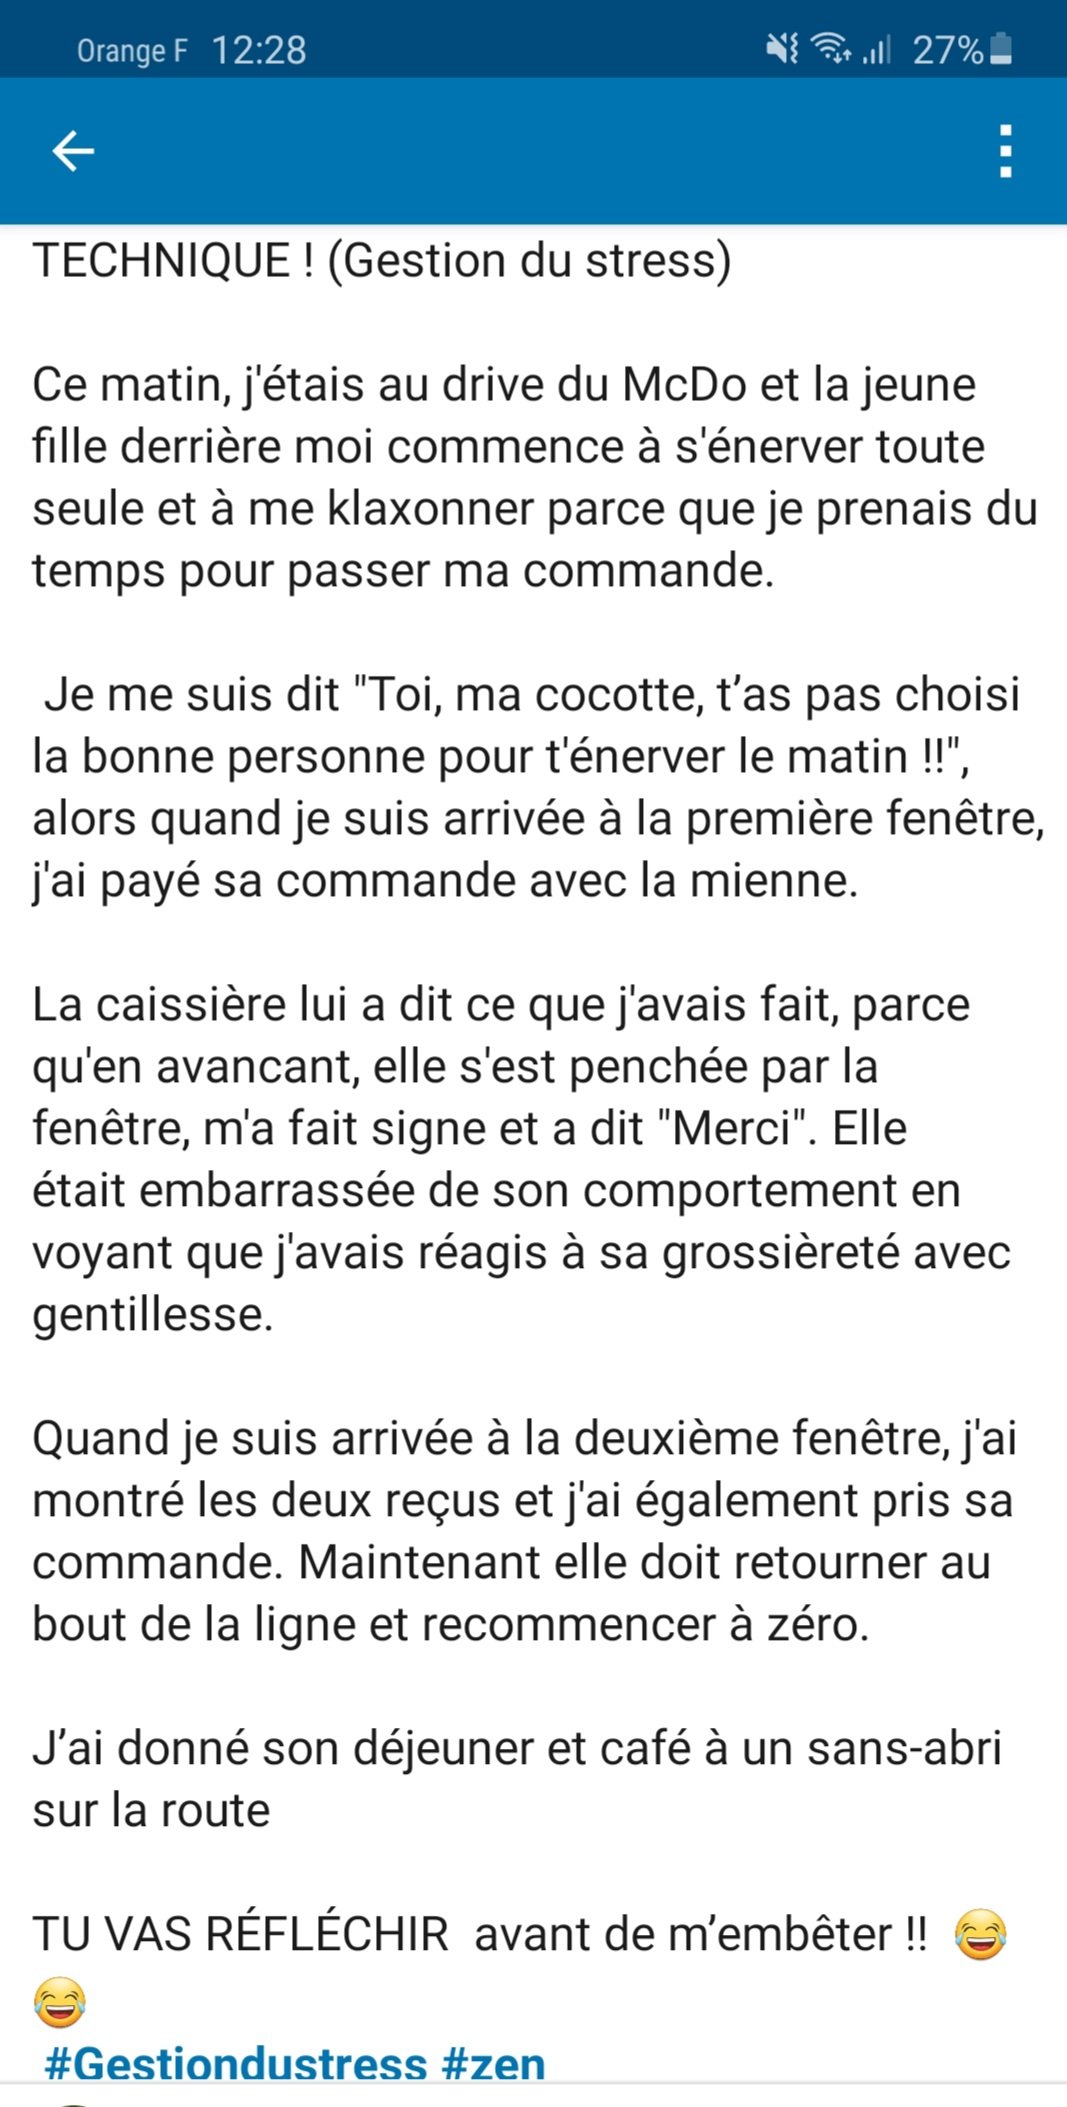 Orange F 12:28 27%
TECHNIQUE ! (Gestion du stress)
Ce matin, j'étais au drive du McDo et la jeune
fille derrière moi commence à s'énerver toute
seule et à me klaxonner parce que je prenais du
temps pour passer ma commande.
Je me suis dit "Toi, ma cocotte, t’as pas choisi
la bonne personne pour t'énerver le matin !!",
alors quand je suis arrivée à la première fenêtre,
j'ai payé sa commande avec la mienne.
La caissière lui a dit ce que j'avais fait, parce
qu'en avancant, elle s'est penchée par la
fenêtre, m'a fait signe et a dit "Merci". Elle
était embarrassée de son comportement en
voyant que j'avais réagis à sa grossièreté avec
gentillesse.
Quand je suis arrivée à la deuxième fenêtre, j'ai
montré les deux reçus et j'ai également pris sa
commande. Maintenant elle doit retourner au
bout de la ligne et recommencer à zéro.
J’ai donné son déjeuner et café à un sans-abri
sur la route
TU VAS RÉFLÉCHIR avant de m’embêter !! 😂
😂
#Gestiondustress #zen